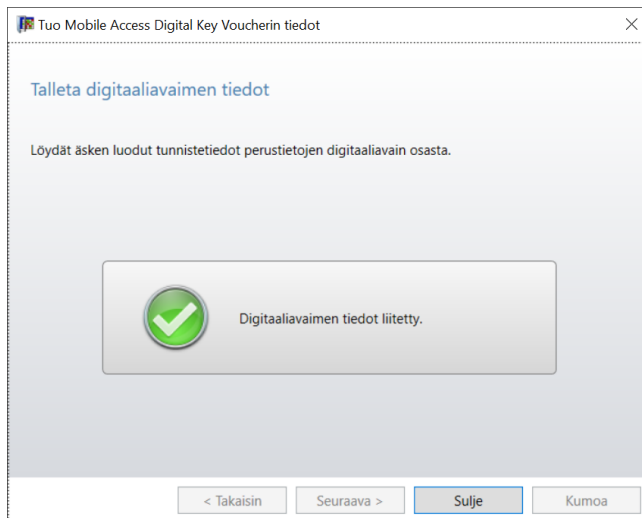 Tuo Mobile Access Digital Key Voucherin tiedot
Talleta digitaaliavaimen tiedot
Löydät äsken luodut tunnistetiedot perustietojen digitaaliavain osasta.
Digitaaliavaimen tiedot liitetty.
< Takaisin
Seuraava >
Sulje
Kumoa